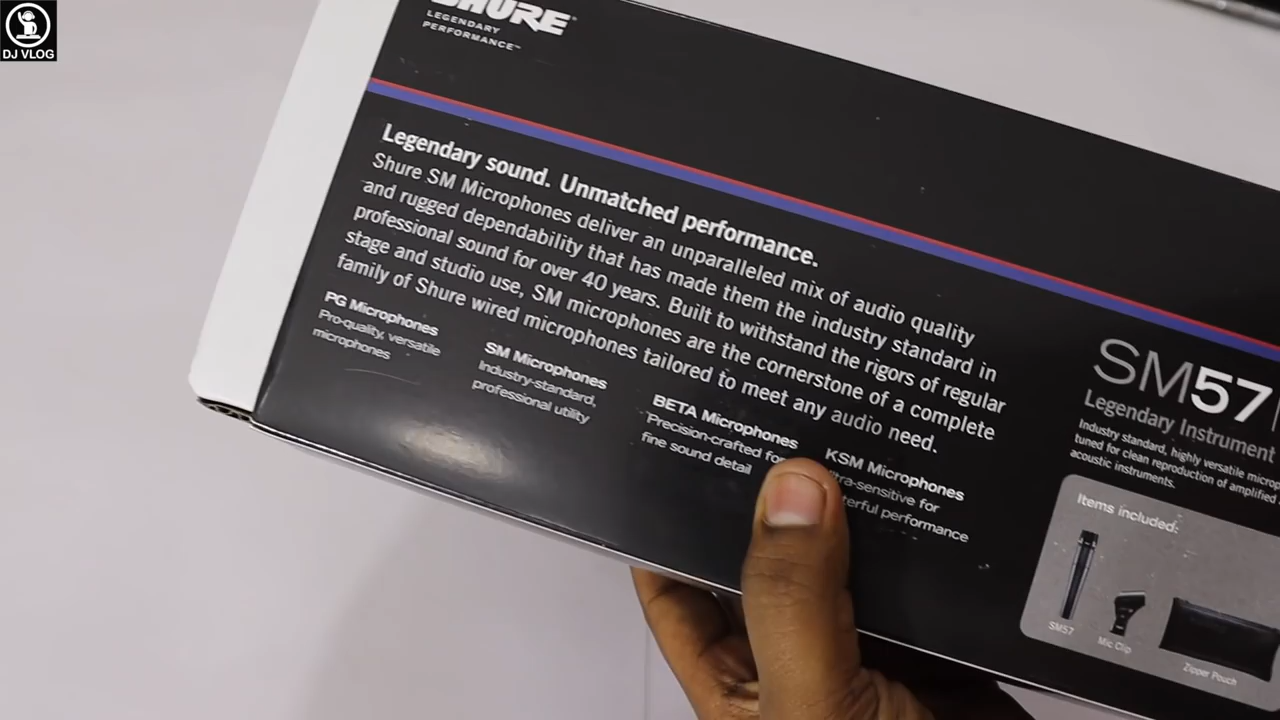 DJ VLOG
SHURE
LEGENDARY
PERFORMANCE™
Legendary sound. Unmatched performance.
Shure SM Microphones deliver an unparalleled mix of audio quality
and rugged dependability that has made them the industry standard in
professional sound for over 40 years. Built to withstand the rigors of regular
stage and studio use, SM microphones are the cornerstone of a complete
family of Shure wired microphones tailored to meet any audio need.
PG Microphones
Pro-quality, versatile
microphones
SM Microphones
Industry-standard,
professional utility
BETA Microphones
Precision-crafted for
fine sound detail
KSM Microphones
for
performance
SM57
Legendary Instrument
Industry standard, highly versatile
tuned for clean reproduction of amplified
acoustic instruments.
Items included:
SM57
Mic Clip
Zipper Pouch